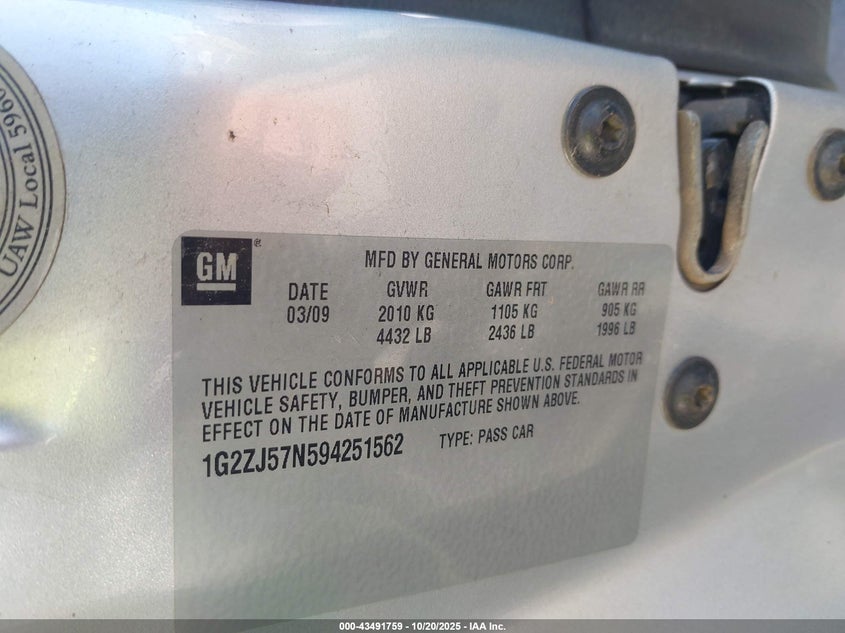 UAW Local 5960
GM®
MFD BY GENERAL MOTORS CORP.
DATE GVWR GAWR FRT GAWR RR
03/09 2010 KG 1105 KG 905 KG
4432 LB 2436 LB 1996 LB
THIS VEHICLE CONFORMS TO ALL APPLICABLE U.S. FEDERAL MOTOR
VEHICLE SAFETY, BUMPER, AND THEFT PREVENTION STANDARDS IN
EFFECT ON THE DATE OF MANUFACTURE SHOWN ABOVE.
1G2ZJ57N594251562 TYPE: PASS CAR
000-43491759 - 10/20/2025 - IAA Inc.